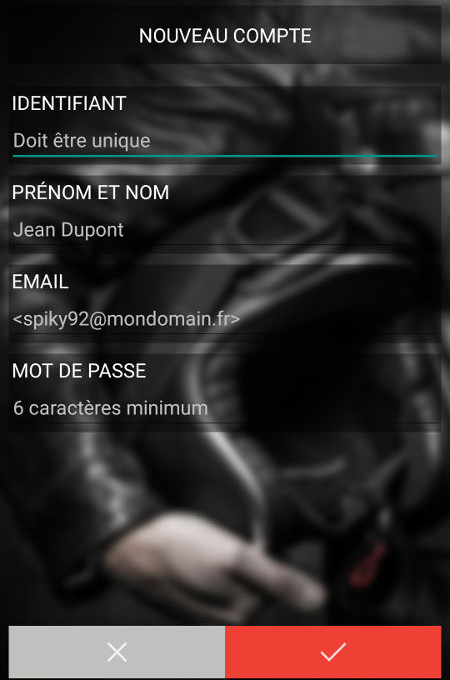 NOUVEAU COMPTE
IDENTIFIANT
Doit être unique
PRÉNOM ET NOM
Jean Dupont
EMAIL
<spiky92@mondomain.fr>
MOT DE PASSE
6 caractères minimum